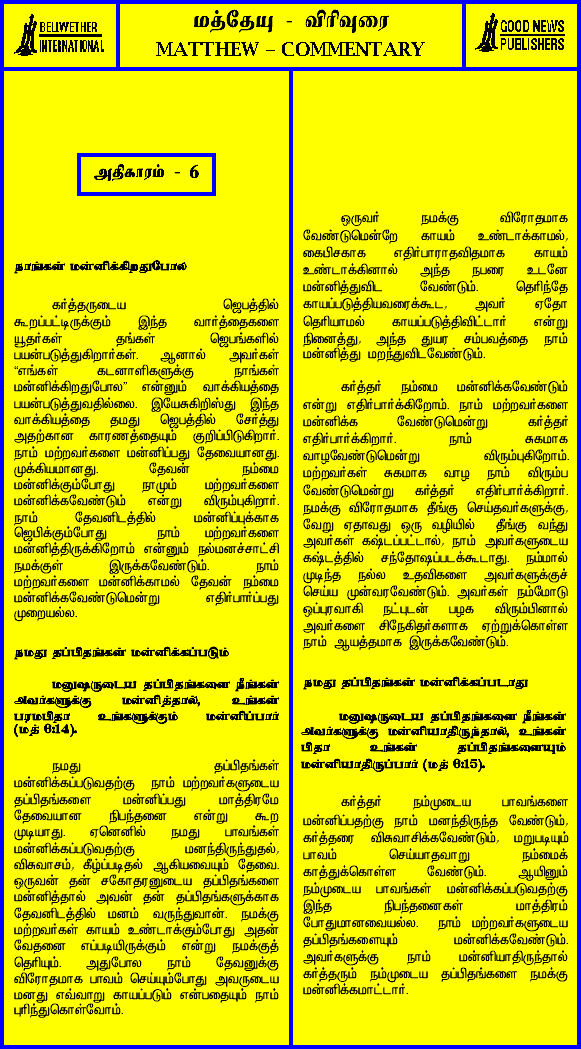 BELIWETHER
INTERNATIONAL
மத்தேயு - விரிவுரை
MATTHEW – COMMENTARY
GOOD NEWS
PUBLISHERS
அதிகாரம் - 6
நாங்கள் மன்னிக்கிறதுபோல
கர்த்தருடைய ஜெபத்தில்
கூறப்பட்டிருக்கும் இந்த வார்த்தைகளை
யூதர்கள் தங்கள் ஜெபங்களில்
பயன்படுத்துகிறார்கள். ஆனால் அவர்கள்
“எங்கள் கடனாளிகளுக்கு நாங்கள்
மன்னிக்கிறதுபோல” என்னும் வாக்கியத்தை
பயன்படுத்துவதில்லை. இயேசுகிறிஸ்து இந்த
வாக்கியத்தை தமது ஜெபத்தில் சேர்த்து
அதற்கான காரணத்தையும் குறிப்பிடுகிறார்.
நாம் மற்றவர்களை மன்னிப்பது தேவையானது.
முக்கியமானது. தேவன் நம்மை
மன்னிக்கும்போது நாமும் மற்றவர்களை
மன்னிக்கவேண்டும் என்று விரும்புகிறார்.
நாம் தேவனிடத்தில் மன்னிப்புக்காக
ஜெபிக்கும்போது நாம் மற்றவர்களை
மன்னித்திருக்கிறோம் என்னும் நல்மனச்சாட்சி
நமக்குள் இருக்கவேண்டும். நாம்
மற்றவர்களை மன்னிக்காமல் தேவன் நம்மை
மன்னிக்கவேண்டுமென்று எதிர்பார்ப்பது
முறையல்ல.
நமது தப்பிதங்கள் மன்னிக்கப்படும்
மனுஷருடைய தப்பிதங்களை நீங்கள்
அவர்களுக்கு மன்னித்தால், உங்கள்
பரமபிதா உங்களுக்கும் மன்னிப்பார்
(மத் 6:14).
நமது தப்பிதங்கள்
மன்னிக்கப்படுவதற்கு நாம் மற்றவர்களுடைய
தப்பிதங்களை மன்னிப்பது மாத்திரமே
தேவையான நிபந்தனை என்று கூற
முடியாது. ஏனெனில் நமது பாவங்கள்
மன்னிக்கப்படுவதற்கு மனந்திருந்துதல்,
விசுவாசம், கீழ்ப்படிதல் ஆகியவையும் தேவை.
ஒருவன் தன் சகோதரனுடைய தப்பிதங்களை
மன்னித்தால் அவன் தன் தப்பிதங்களுக்காக
தேவனிடத்தில் மனம் வருந்துவான். நமக்கு
மற்றவர்கள் காயம் உண்டாக்கும்போது அதன்
வேதனை எப்படியிருக்கும் என்று நமக்குத்
தெரியும். அதுபோல நாம் தேவனுக்கு
விரோதமாக பாவம் செய்யும்போது அவருடைய
மனது எவ்வாறு காயப்படும் என்பதையும் நாம்
புரிந்துகொள்வோம்.
ஒருவர் நமக்கு விரோதமாக
வேண்டுமென்றே காயம் உண்டாக்காமல்,
கைபிசகாக எதிர்பாராதவிதமாக காயம்
உண்டாக்கினால் அந்த நபரை உடனே
மன்னித்துவிட வேண்டும். தெரிந்தே
காயப்படுத்தியவரைக்கூட, அவர் ஏதோ
தெரியாமல் காயப்படுத்திவிட்டார் என்று
நினைத்து, அந்த துயர சம்பவத்தை நாம்
மன்னித்து மறந்துவிடவேண்டும்.
கர்த்தர் நம்மை மன்னிக்கவேண்டும்
என்று எதிர்பார்க்கிறோம். நாம் மற்றவர்களை
மன்னிக்க வேண்டுமென்று கர்த்தர்
எதிர்பார்க்கிறார். நாம் சுகமாக
வாழவேண்டுமென்று விரும்புகிறோம்.
மற்றவர்கள் சுகமாக வாழ நாம் விரும்ப
வேண்டுமென்று கர்த்தர் எதிர்பார்க்கிறார்.
நமக்கு விரோதமாக தீங்கு செய்தவர்களுக்கு,
வேறு ஏதாவது ஒரு வழியில் தீங்கு வந்து
அவர்கள் கஷ்டப்பட்டால், நாம் அவர்களுடைய
கஷ்டத்தில் சந்தோஷப்படக்கூடாது. நம்மால்
முடிந்த நல்ல உதவிகளை அவர்களுக்குச்
செய்ய முன்வரவேண்டும். அவர்கள் நம்மோடு
ஒப்புரவாகி நட்புடன் பழக விரும்பினால்
அவர்களை சிநேகிதர்களாக ஏற்றுக்கொள்ள
நாம் ஆயத்தமாக இருக்கவேண்டும்.
நமது தப்பிதங்கள் மன்னிக்கப்படாது
மனுஷருடைய தப்பிதங்களை நீங்கள்
அவர்களுக்கு மன்னியாதிருந்தால், உங்கள்
பிதா உங்கள் தப்பிதங்களையும்
மன்னியாதிருப்பார் (மத் 6:15).
கர்த்தர் நம்முடைய பாவங்களை
மன்னிப்பதற்கு நாம் மனந்திருந்த வேண்டும்,
கர்த்தரை விசுவாசிக்கவேண்டும், மறுபடியும்
பாவம் செய்யாதவாறு நம்மைக்
காத்துக்கொள்ள வேண்டும். ஆயினும்
நம்முடைய பாவங்கள் மன்னிக்கப்படுவதற்கு
இந்த நிபந்தனைகள் மாத்திரம்
போதுமானவையல்ல. நாம் மற்றவர்களுடைய
தப்பிதங்களையும் மன்னிக்கவேண்டும்.
அவர்களுக்கு நாம் மன்னியாதிருந்தால்
கர்த்தரும் நம்முடைய தப்பிதங்களை நமக்கு
மன்னிக்கமாட்டார்.